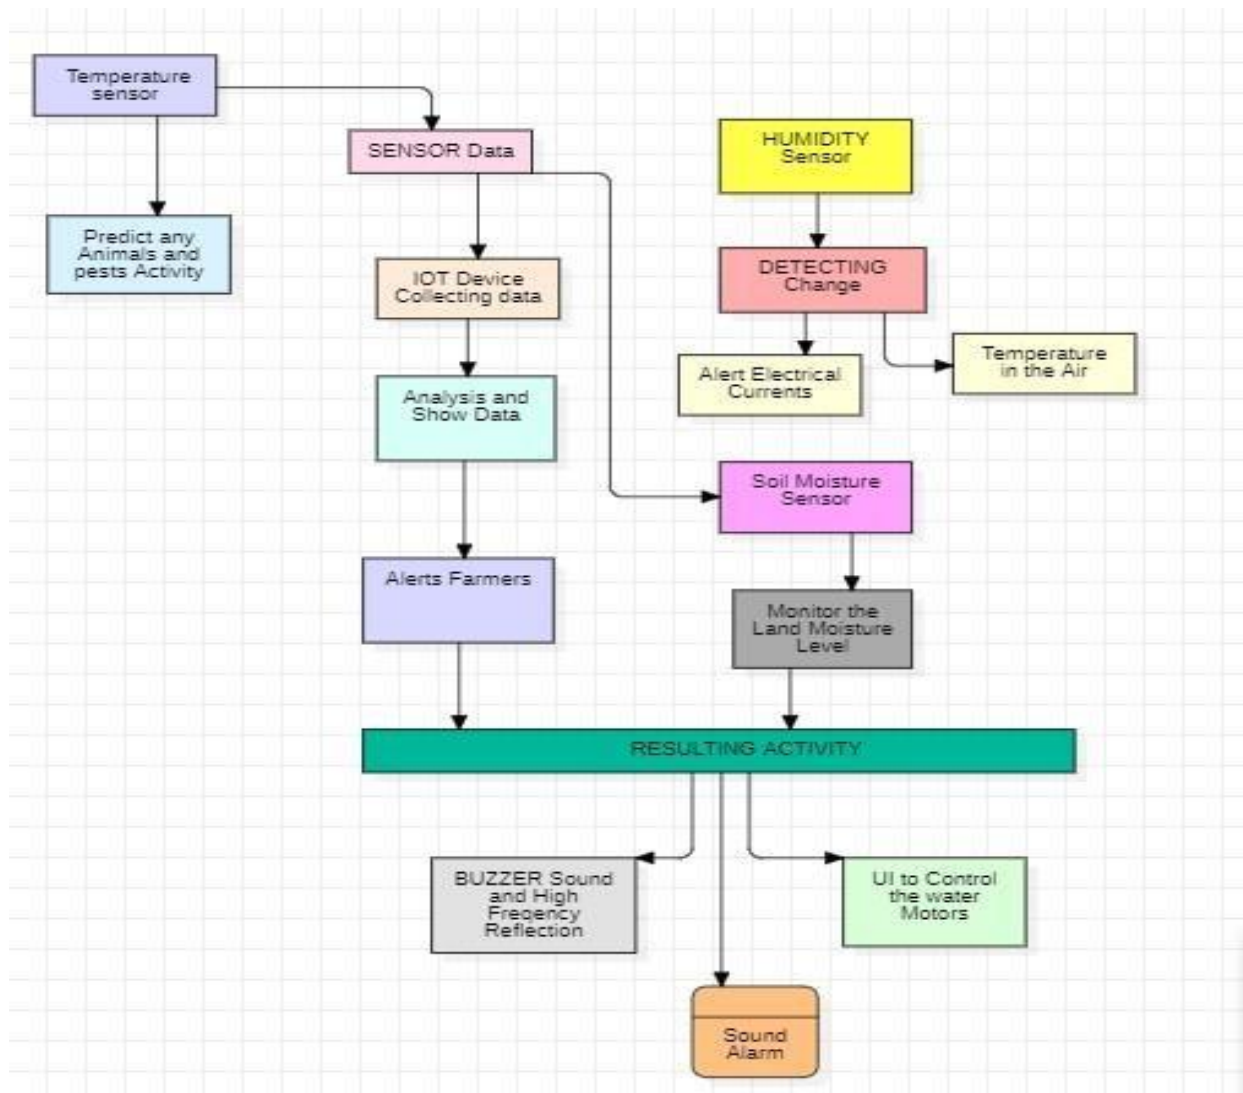 Temperature
sensor
SENSOR Data
HUMIDITY
Sensor
Predict any
Animals and
pests Activity
IOT Device
Collecting data
DETECTING
Change
Temperature
in the Air
Alert Electrical
Currents
Analysis and
Show Data
Soil Moisture
Sensor
Alerts Farmers
Monitor the
Land Moisture
Level
RESULTING ACTIVITY
BUZZER Sound
and High
Freqency
Reflection
UI to Control
the water
Motors
Sound
Alarm